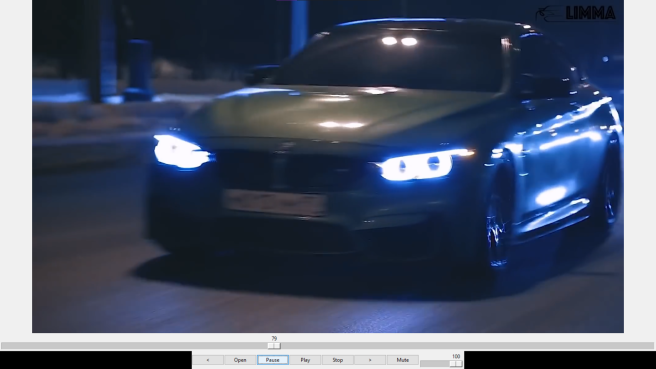 LIMMA
79
< Open Pause Play Stop > Mute 100